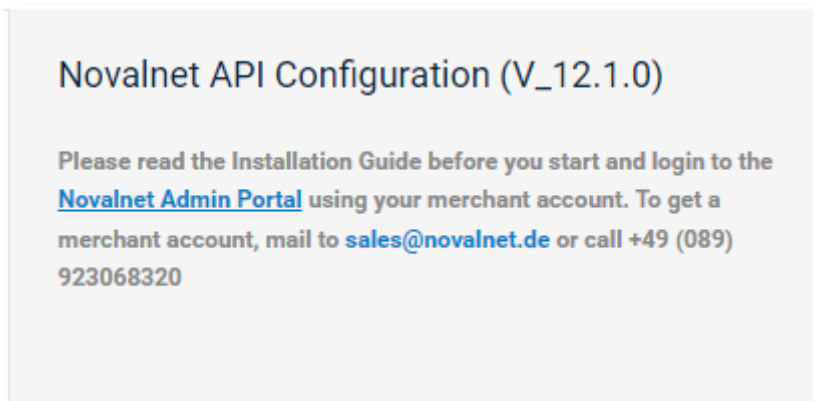 Novalnet API Configuration (V_12.1.0)
Please read the Installation Guide before you start and login to the
Novalnet Admin Portal using your merchant account. To get a
merchant account, mail to sales@novalnet.de or call +49 (089)
923068320